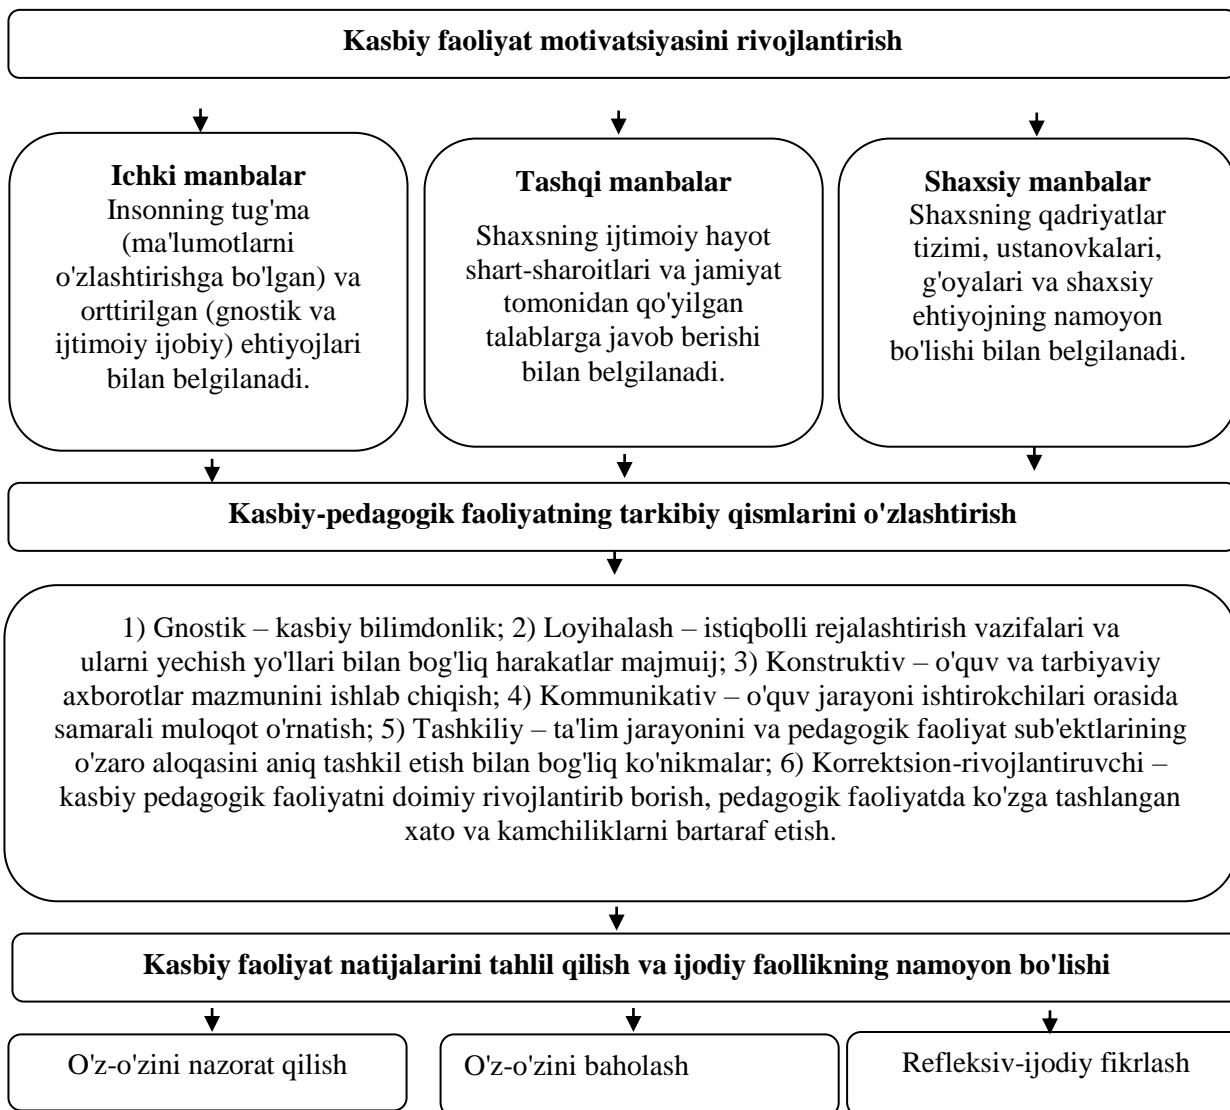 Kasbiy faoliyat motivatsiyasini rivojlantirish
Ichki manbalar
Insonning tug'ma
(ma'lumotlarni
o'zlashtirishga bo'lgan) va
orttirilgan (gnostik va
ijtimoiy ijobiy) ehtiyojlari
bilan belgilanadi.
Tashqi manbalar
Shaxsning ijtimoiy hayot
shart-sharoitlari va jamiyat
tomonidan qo'yilgan
talablarga javob berishi
bilan belgilanadi.
Shaxsiy manbalar
Shaxsning qadriyatlar
tizimi, ustanovkalari,
g'oyalari va shaxsiy
ehtiyojning namoyon
bo'lishi bilan belgilanadi.
Kasbiy-pedagogik faoliyatning tarkibiy qismlarini o'zlashtirish
1) Gnostik – kasbiy bilimdonlik; 2) Loyihalash – istiqbolli rejalashtirish vazifalari va
ularni yechish yo'llari bilan bog'liq harakatlar majmuij; 3) Konstruktiv – o'quv va tarbiyaviy
axborotlar mazmunini ishlab chiqish; 4) Kommunikativ – o'quv jarayoni ishtirokchilari orasida
samarali muloqot o'rnatish; 5) Tashkiliy – ta'lim jarayonini va pedagogik faoliyat sub'ektlarining
o'zaro aloqasini aniq tashkil etish bilan bog'liq ko'nikmalar; 6) Korrektsion-rivojlantiruvchi –
kasbiy pedagogik faoliyatni doimiy rivojlantirib borish, pedagogik faoliyatda ko'zga tashlangan
xato va kamchiliklarni bartaraf etish.
Kasbiy faoliyat natijalarini tahlil qilish va ijodiy faollikning namoyon bo'lishi
O'z-o'zini nazorat qilish
O'z-o'zini baholash
Refleksiv-ijodiy fikrlash